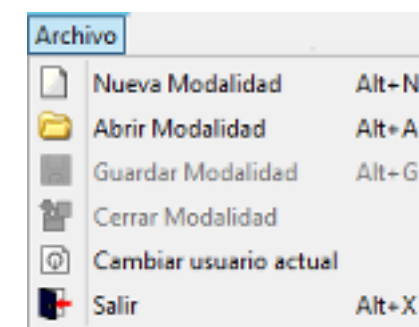 Archivo
Nueva Modalidad Alt+N
Abrir Modalidad Alt+A
Guardar Modalidad Alt+G
Cerrar Modalidad
Cambiar usuario actual
Salir Alt+X